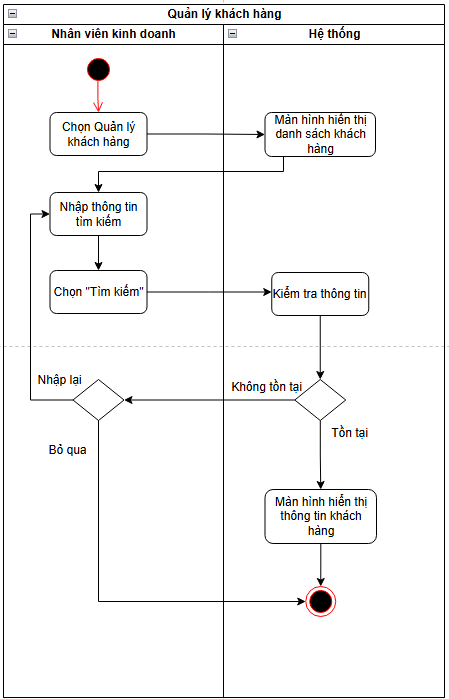 Quản lý khách hàng
Nhân viên kinh doanh
Hệ thống
Chọn Quản lý
khách hàng
Màn hình hiển thị
danh sách khách
hàng
Nhập thông tin
tìm kiếm
Chọn "Tìm kiếm"
Kiểm tra thông tin
Nhập lại
Không tồn tại
Bỏ qua
Tồn tại
Màn hình hiển thị
thông tin khách
hàng